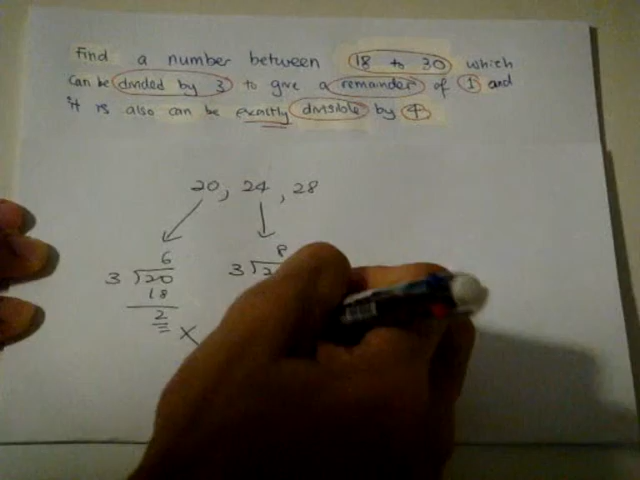 Find a number between 18 to 30 which
can be divided by 3 to give a remainder of 1 and
it is also can be exactly divisible by 4
20, 24, 28
6 8
3 20 3 2
18
2
X